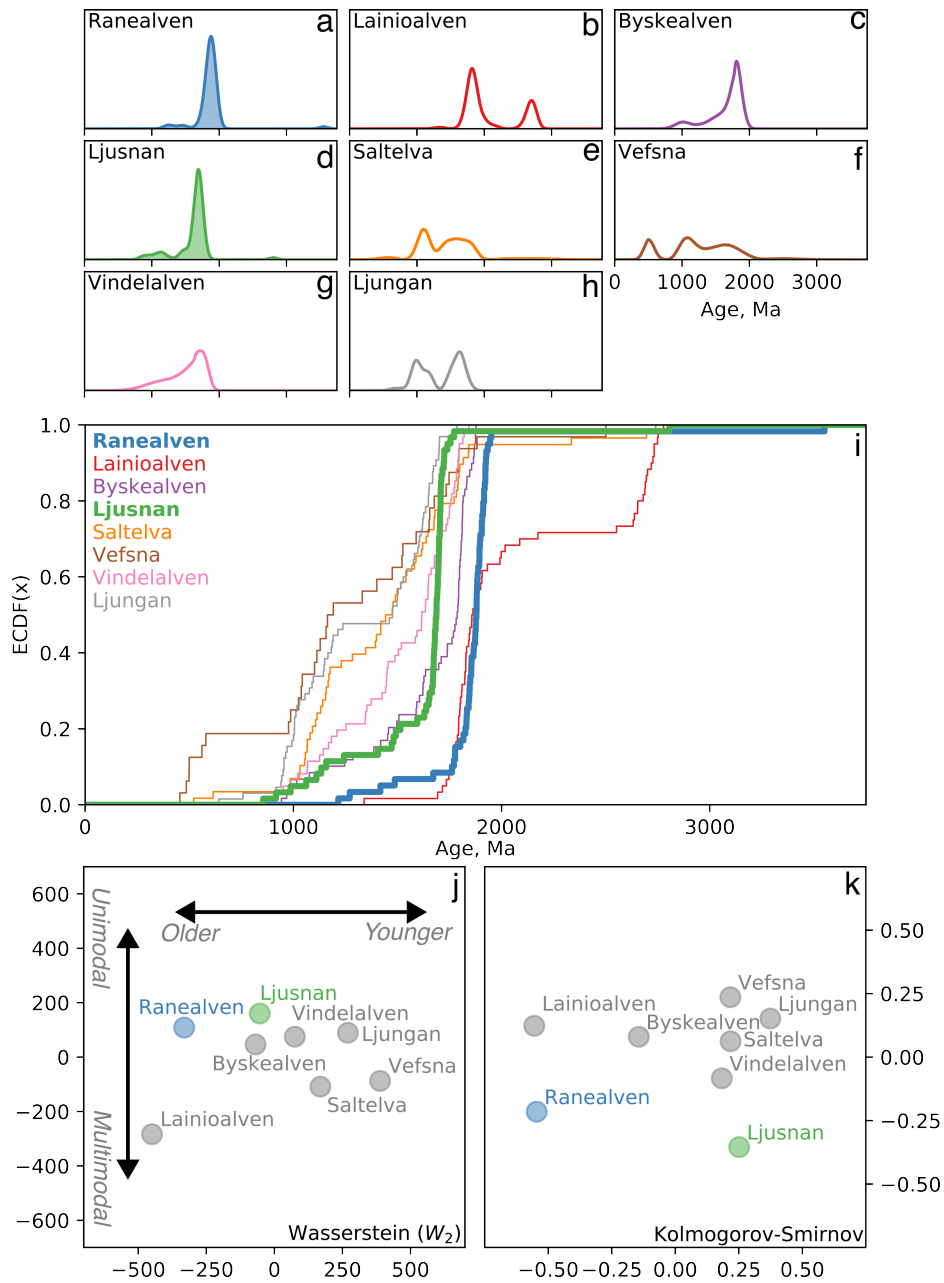 Ranealven a
Lainioalven b
Byskealven c
Ljusnan d
Saltelva e
Vefsna f
Vindelalven g
Ljungan h
0 1000 2000 3000
Age, Ma
1.0
0.8
0.6
0.4
0.2
0.0
ECDF(x)
i
Ranealven
Lainioalven
Byskealven
Ljusnan
Saltelva
Vefsna
Vindelalven
Ljungan
0 1000 2000 3000
Age, Ma
j
600
400
200
0
−200
−400
−600
Unimodal
Multimodal
Older Younger
Ljusnan
Ranealven
Vindelalven
Ljungan
Byskealven
Vefsna
Saltelva
Lainioalven
Wasserstein (W2)
−500 −250 0 250 500
k
Vefsna
Lainioalven
Ljungan
Byskealven
Saltelva
Vindelalven
Ranealven
Ljusnan
Kolmogorov-Smirnov
0.50
0.25
0.00
−0.25
−0.50
−0.50 −0.25 0.00 0.25 0.50